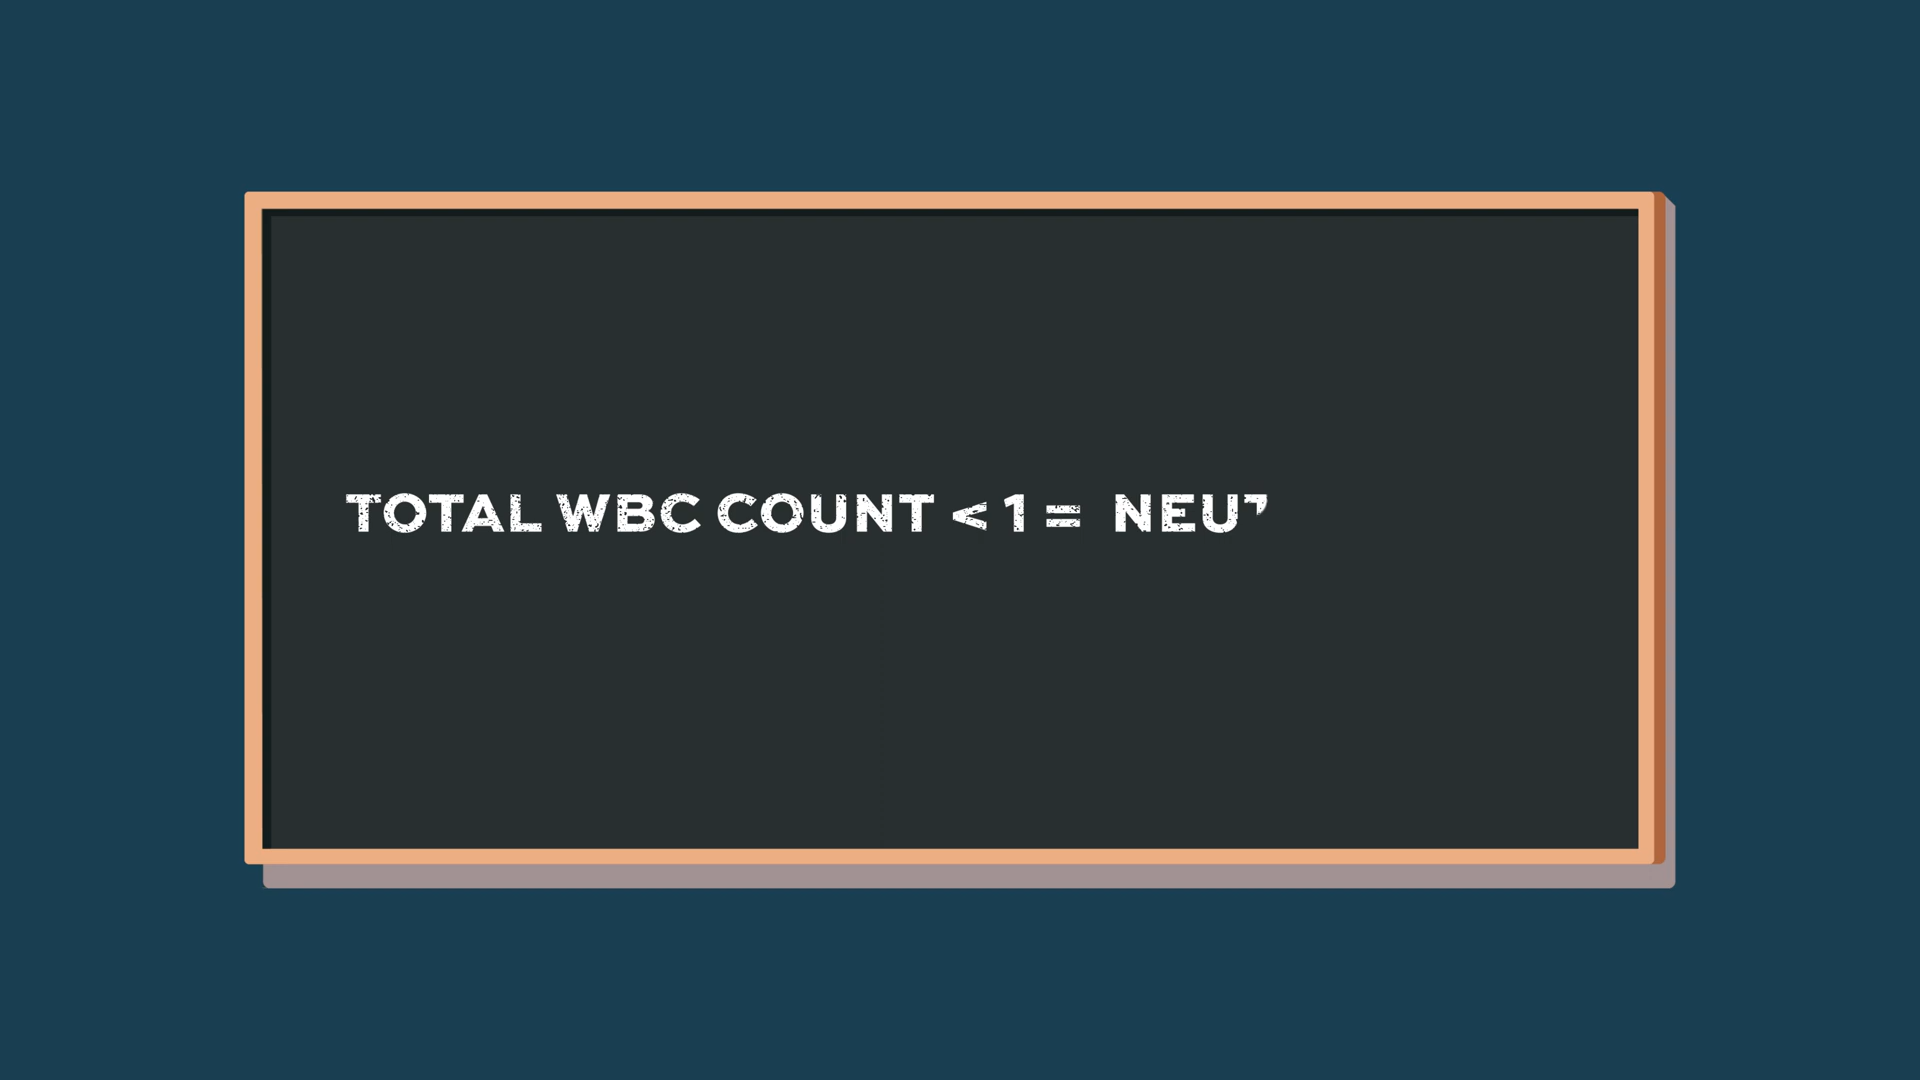 TOTAL WBC COUNT < 1 = NEU